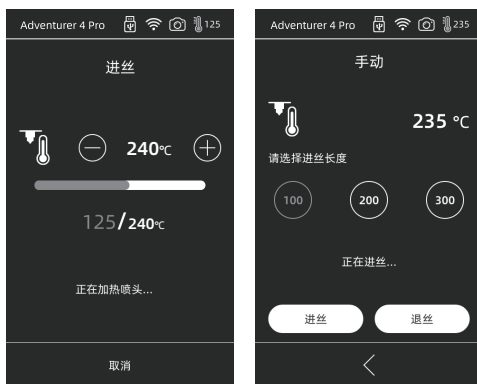 Adventurer 4 Pro 125
进丝
240℃
125/240℃
正在加热喷头...
取消
Adventurer 4 Pro 235
手动
235 ℃
请选择进丝长度
100 200 300
正在进丝...
进丝 退丝